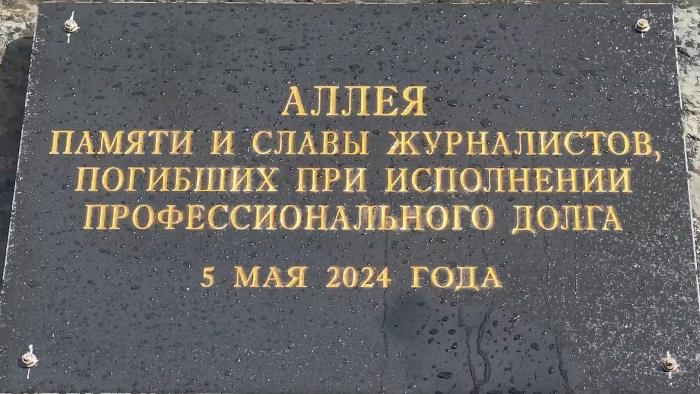 АЛЛЕЯ
ПАМЯТИ И СЛАВЫ ЖУРНАЛИСТОВ,
ПОГИБШИХ ПРИ ИСПОЛНЕНИИ
ПРОФЕССИОНАЛЬНОГО ДОЛГА
5 МАЯ 2024 ГОДА